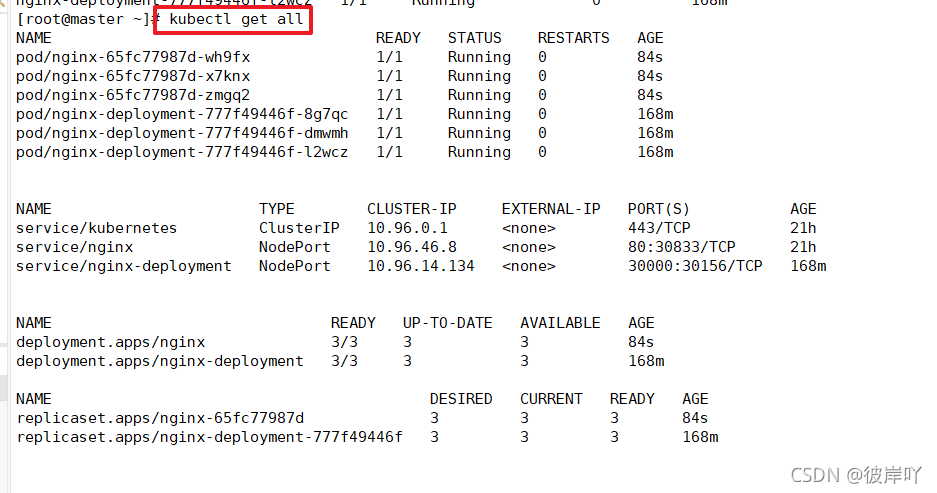 nginx-deployment-777f49446f-l2wcz 1/1 Running 0 168m
[root@master ~]# kubectl get all
NAME READY STATUS RESTARTS AGE
pod/nginx-65fc77987d-wh9fx 1/1 Running 0 84s
pod/nginx-65fc77987d-x7knx 1/1 Running 0 84s
pod/nginx-65fc77987d-zmgq2 1/1 Running 0 84s
pod/nginx-deployment-777f49446f-8g7qc 1/1 Running 0 168m
pod/nginx-deployment-777f49446f-dmwmh 1/1 Running 0 168m
pod/nginx-deployment-777f49446f-l2wcz 1/1 Running 0 168m
NAME TYPE CLUSTER-IP EXTERNAL-IP PORT(S) AGE
service/kubernetes ClusterIP 10.96.0.1 <none> 443/TCP 21h
service/nginx NodePort 10.96.46.8 <none> 80:30833/TCP 21h
service/nginx-deployment NodePort 10.96.14.134 <none> 30000:30156/TCP 168m
NAME READY UP-TO-DATE AVAILABLE AGE
deployment.apps/nginx 3/3 3 3 84s
deployment.apps/nginx-deployment 3/3 3 3 168m
NAME DESIRED CURRENT READY AGE
replicaset.apps/nginx-65fc77987d 3 3 3 84s
replicaset.apps/nginx-deployment-777f49446f 3 3 3 168m
CSDN @彼岸吖